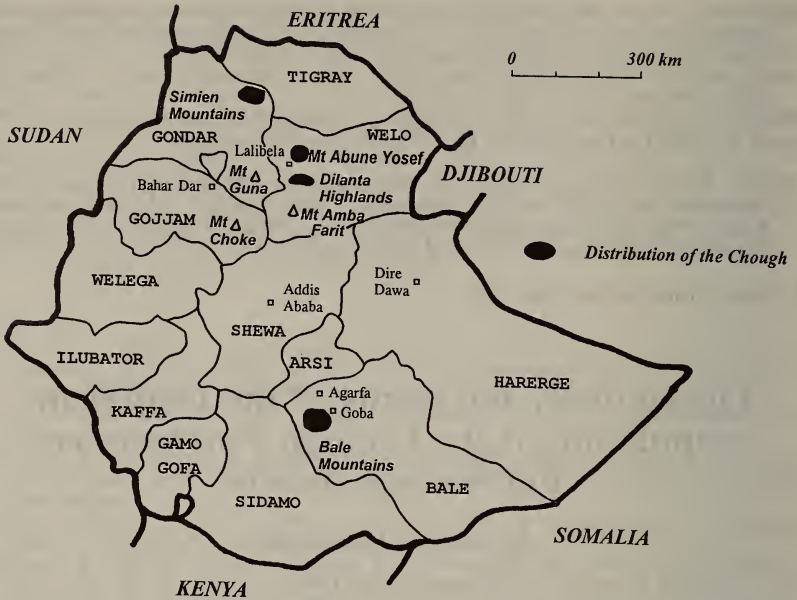 ERITREA
0 300 km
TIGRAY
Simien
Mountains
SUDAN
GONDAR
WELO
Lalibela
Mt Abune Yosef
DJIBOUTI
Mt
Guna
Dilanta
Highlands
Bahar Dar
GOJJAM
Mt
Choke
Mt Amba
Farit
Distribution of the Chough
WELEGA
Dire
Dawa
Addis
Ababa
SHEWA
ILUBATOR
ARSI
HARERGE
KAFFA
Agarfa
Goba
GAMO
GOFA
Bale
Mountains
BALE
SIDAMO
SOMALIA
KENYA